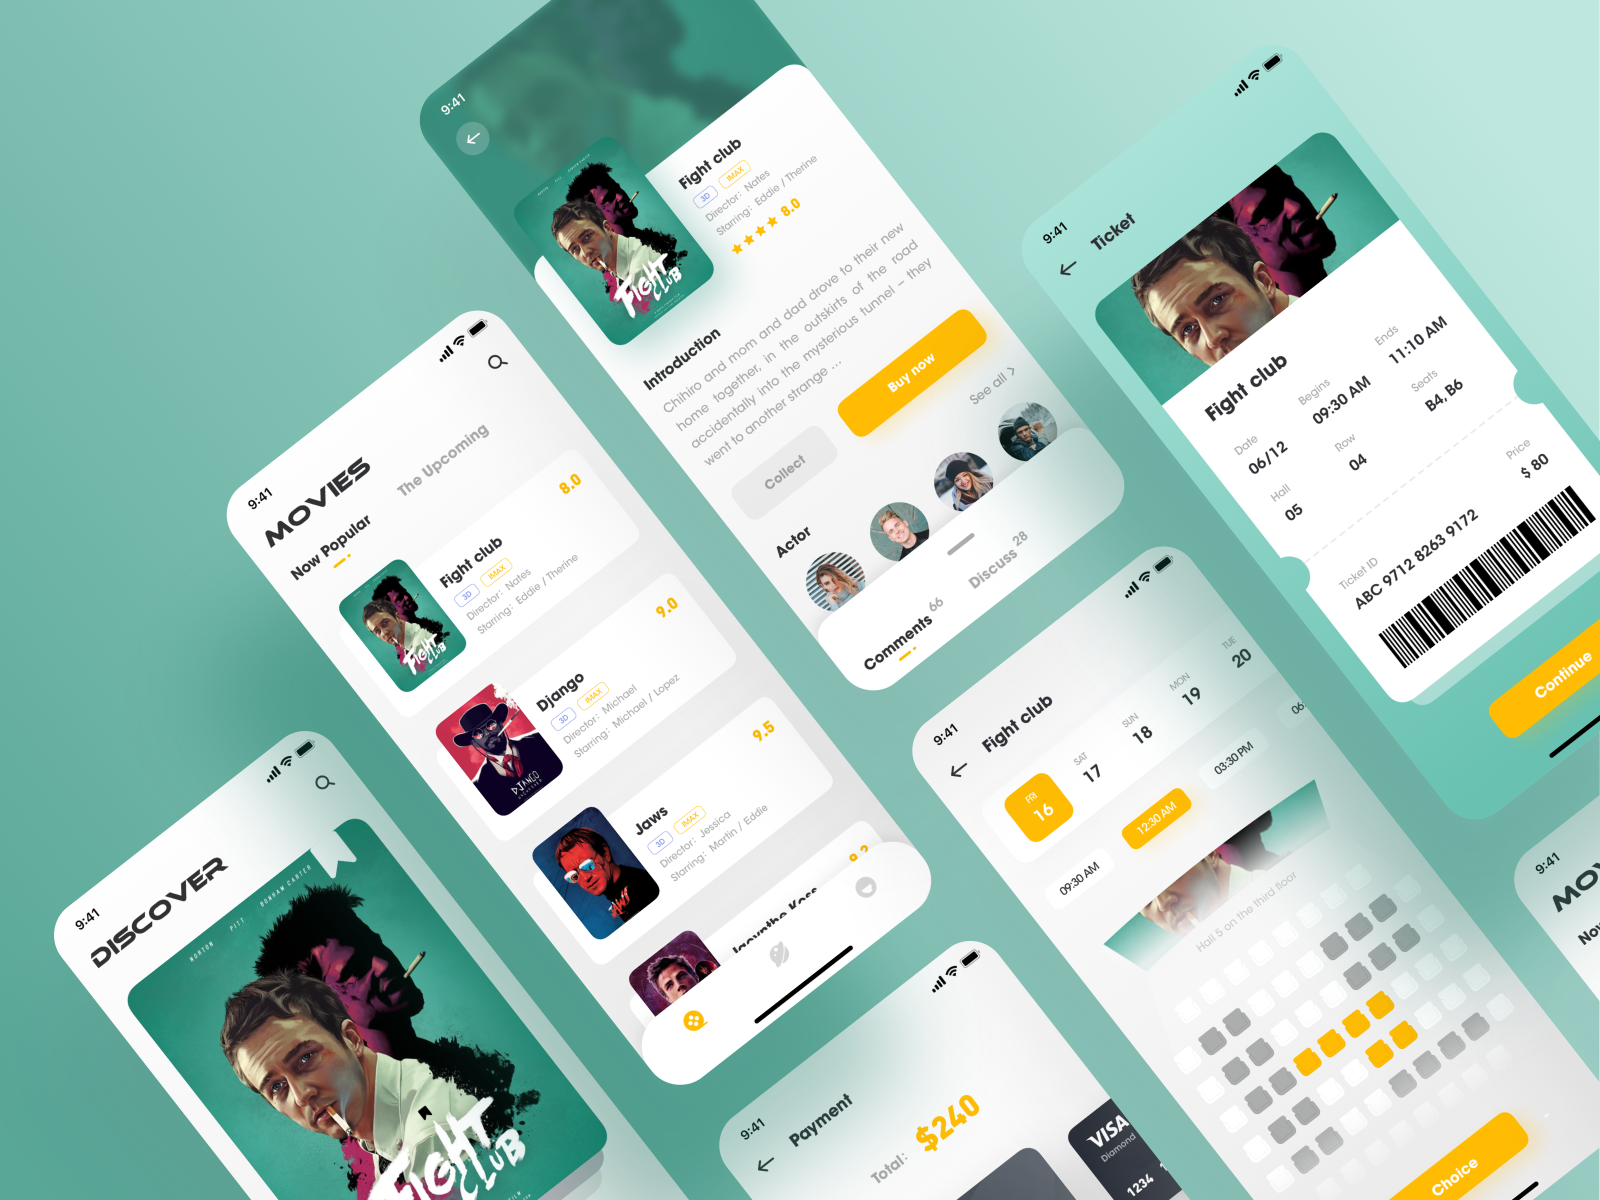 9:41
DISCOVER
NORTON PITT BONHAM CARTER
FIGHT
CLUB
9:41
MOVIES
Now Popular
The Upcoming
Fight club
8.0
3D
IMAX
Director: Nates
Starring: Eddie / Therine
FIGHT
CLUB
Django
9.0
3D
IMAX
Director: Michael
Starring: Michael / Lopez
DJANGO
Jaws
9.5
3D
IMAX
Director: Jessica
Starring: Martin / Eddie
JAWS
9:41
Fight club
3D
IMAX
Director: Nates
Starring: Eddie / Therine
8.0
FIGHT
CLUB
Introduction
Chihiro and mom and dad drove to their new
home together, in the outskirts of the road
accidentally into the mysterious tunnel – they
went to another strange ...
Collect
Buy now
Actor
See all
Comments 66
Discuss 28
9:41
Payment
Total:
$240
VISA
Diamond
1234
9:41
Fight club
FRI
16
SAT
17
SUN
18
MON
19
TUE
20
09:30 AM
12:30 AM
03:30 PM
06:
Hall 5 on the third floor
Choice
9:41
Ticket
Fight club
Begins
09:30 AM
Ends
11:10 AM
Date
06/12
Row
04
Seats
B4, B6
Hall
05
Price
$ 80
Ticket ID
ABC 9712 8263 9172
Continue
9:41